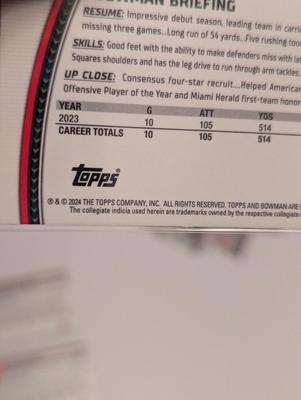 BOWMAN BRIEFING
RESUME: Impressive debut season, leading team in
missing three games...Long run of 54 yards...Five rushing
SKILLS: Good feet with the ability to make defenders miss with
Squares shoulders and has the leg drive to run through arm tackles.
UP CLOSE: Consensus four-star recruit...Helped American
Offensive Player of the Year and Miami Herald first-team honors
YEAR G ATT YDS
2023 10 105 514
CAREER TOTALS 10 105 514
TOPPS
® & © 2024 THE TOPPS COMPANY, INC. ALL RIGHTS RESERVED. TOPPS AND BOWMAN ARE
The collegiate indicia used herein are trademarks owned by the respective